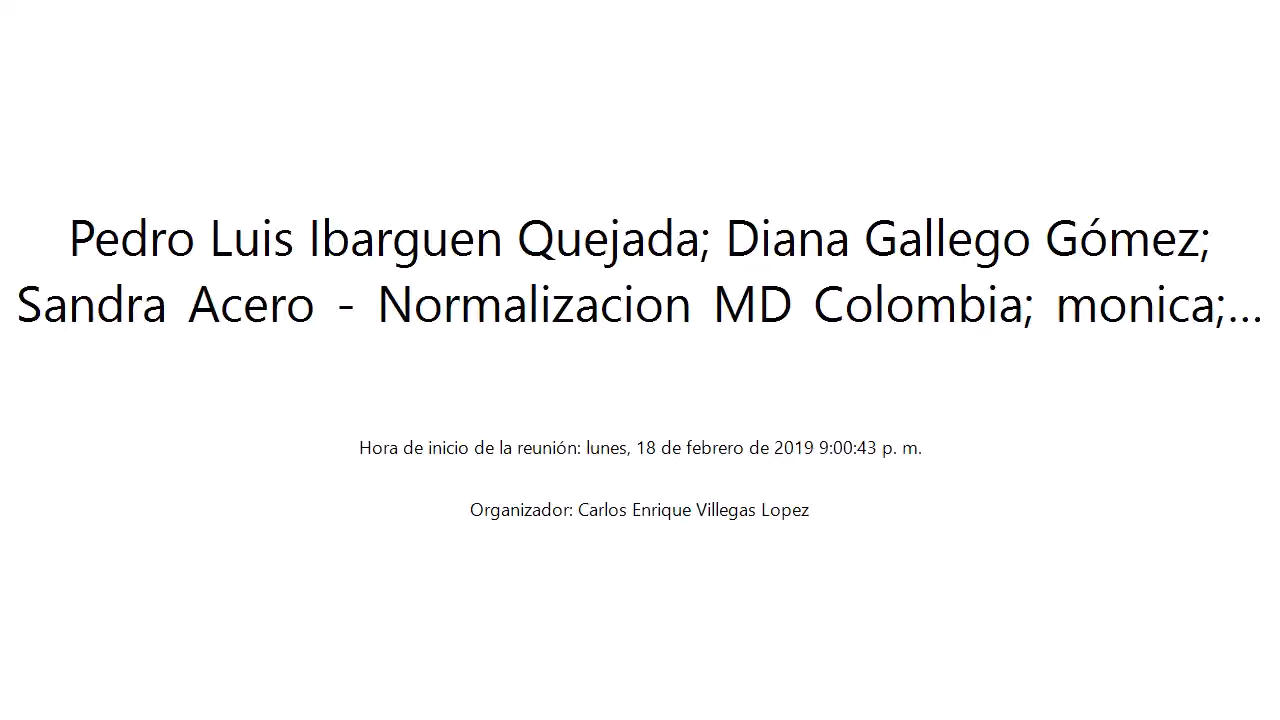 Pedro Luis Ibarguen Quejada; Diana Gallego Gómez;
Sandra Acero - Normalizacion MD Colombia; monica;...
Hora de inicio de la reunión: lunes, 18 de febrero de 2019 9:00:43 p. m.
Organizador: Carlos Enrique Villegas Lopez